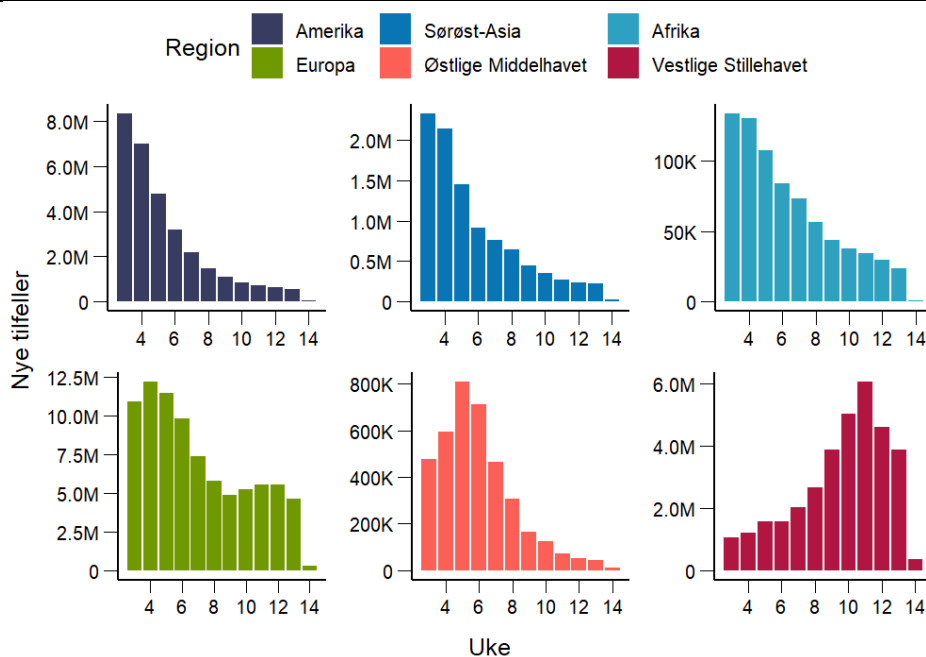 Region
Amerika
Sørøst-Asia
Afrika
Europa
Østlige Middelhavet
Vestlige Stillehavet
Nye tilfeller
8.0M
6.0M
4.0M
2.0M
0
4 6 8 10 12 14
2.0M
1.5M
1.0M
0.5M
0
4 6 8 10 12 14
100K
50K
0
4 6 8 10 12 14
12.5M
10.0M
7.5M
5.0M
2.5M
0
4 6 8 10 12 14
800K
600K
400K
200K
0
4 6 8 10 12 14
6.0M
4.0M
2.0M
0
4 6 8 10 12 14
Uke